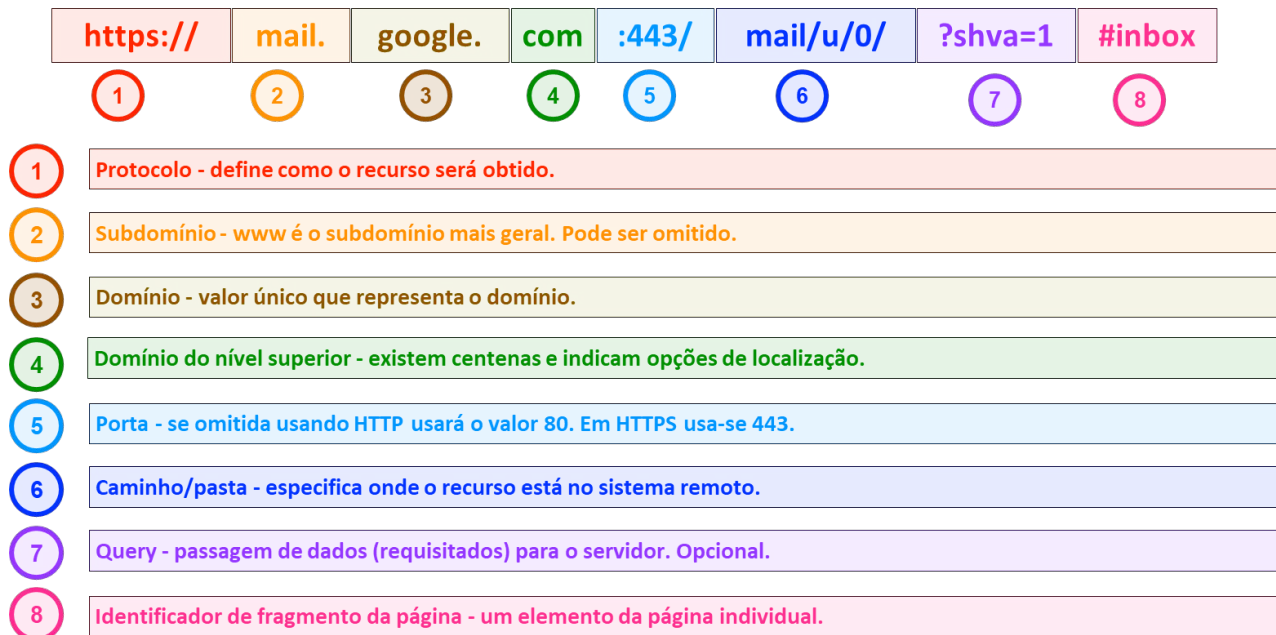 https:// mail. google. com :443/ mail/u/0/ ?shva=1 #inbox
1 2 3 4 5 6 7 8
1 Protocolo - define como o recurso será obtido.
2 Subdomínio - www é o subdomínio mais geral. Pode ser omitido.
3 Domínio - valor único que representa o domínio.
4 Domínio do nível superior - existem centenas e indicam opções de localização.
5 Porta - se omitida usando HTTP usará o valor 80. Em HTTPS usa-se 443.
6 Caminho/pasta - especifica onde o recurso está no sistema remoto.
7 Query - passagem de dados (requisitados) para o servidor. Opcional.
8 Identificador de fragmento da página - um elemento da página individual.